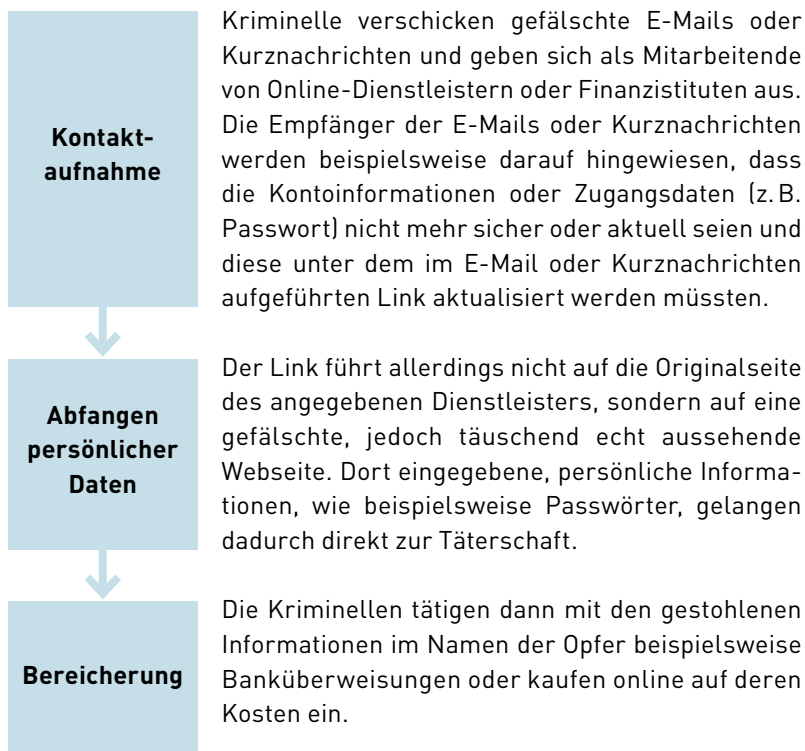 Kontakt-
aufnahme
Kriminelle verschicken gefälschte E-Mails oder
Kurznachrichten und geben sich als Mitarbeitende
von Online-Dienstleistern oder Finanzistituten aus.
Die Empfänger der E-Mails oder Kurznachrichten
werden beispielsweise darauf hingewiesen, dass
die Kontoinformationen oder Zugangsdaten (z. B.
Passwort) nicht mehr sicher oder aktuell seien und
diese unter dem im E-Mail oder Kurznachrichten
aufgeführten Link aktualisiert werden müssten.
Abfangen
persönlicher
Daten
Der Link führt allerdings nicht auf die Originalseite
des angegebenen Dienstleisters, sondern auf eine
gefälschte, jedoch täuschend echt aussehende
Webseite. Dort eingegebene, persönliche Informa-
tionen, wie beispielsweise Passwörter, gelangen
dadurch direkt zur Täterschaft.
Bereicherung
Die Kriminellen tätigen dann mit den gestohlenen
Informationen im Namen der Opfer beispielsweise
Banküberweisungen oder kaufen online auf deren
Kosten ein.